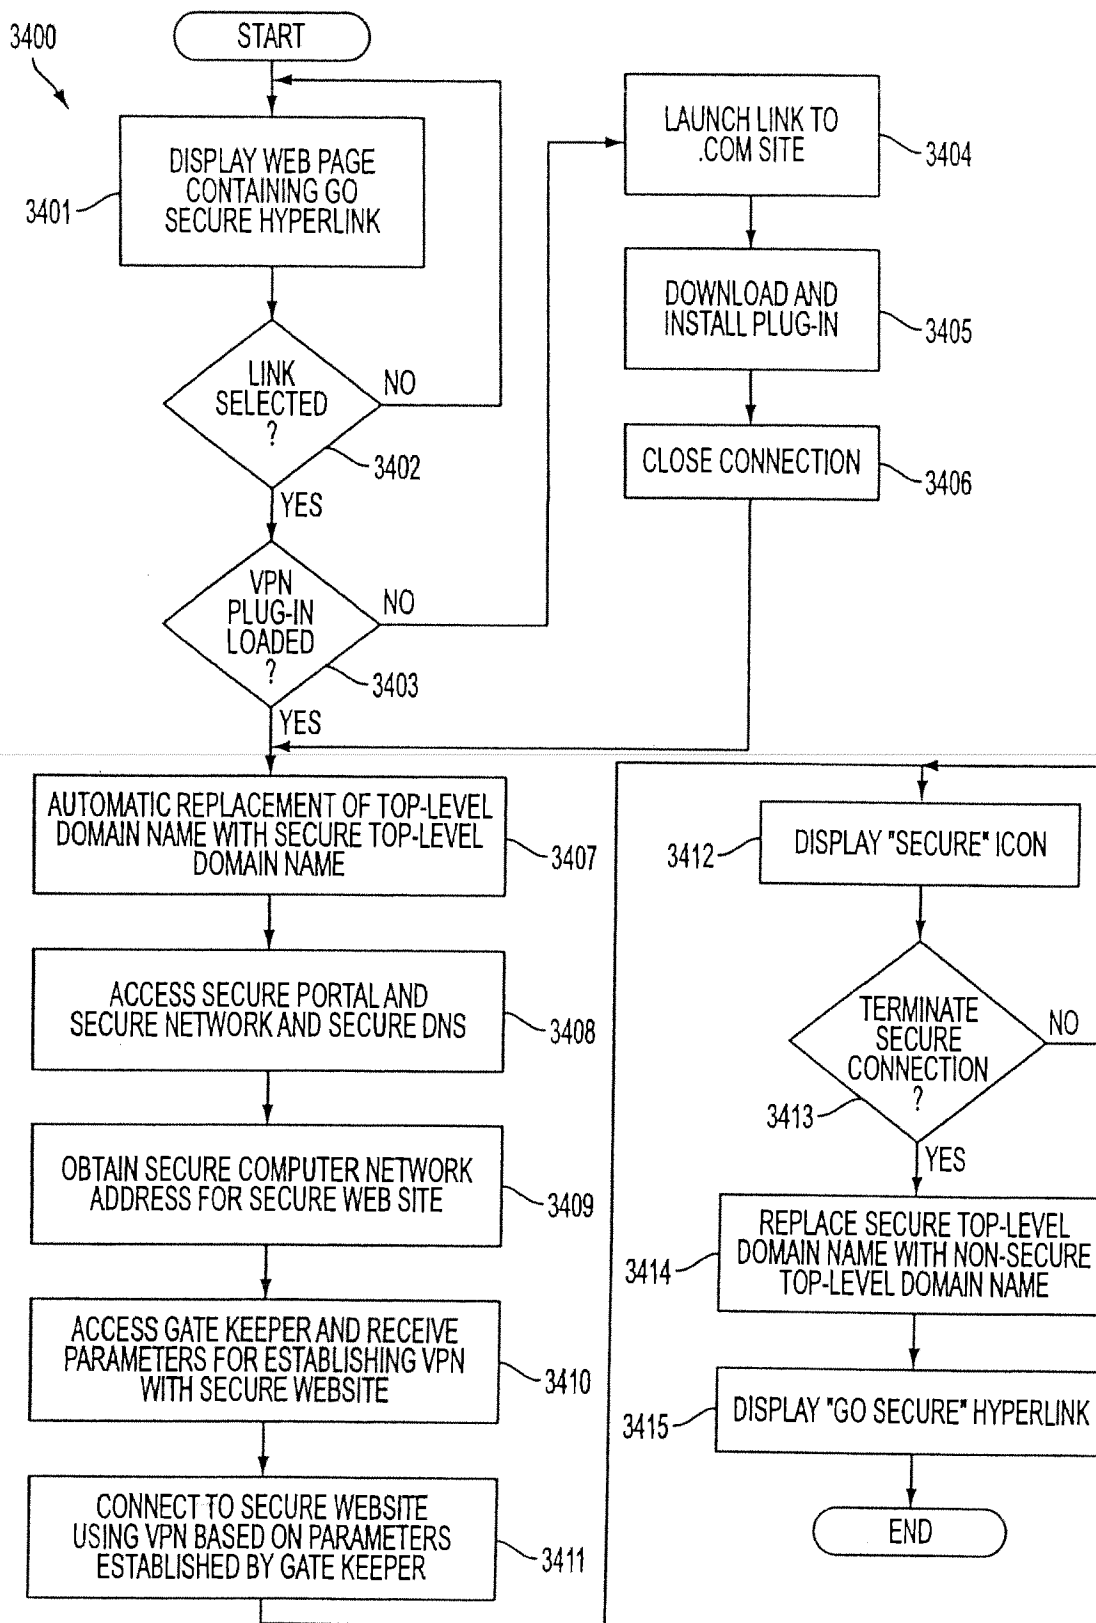 3400
START
DISPLAY WEB PAGE
CONTAINING GO
SECURE HYPERLINK
3401
LINK
SELECTED
?
NO
3402
YES
VPN
PLUG-IN
LOADED
?
NO
3403
YES
LAUNCH LINK TO
.COM SITE
3404
DOWNLOAD AND
INSTALL PLUG-IN
3405
CLOSE CONNECTION
3406
AUTOMATIC REPLACEMENT OF TOP-LEVEL
DOMAIN NAME WITH SECURE TOP-LEVEL
DOMAIN NAME
3407
ACCESS SECURE PORTAL AND
SECURE NETWORK AND SECURE DNS
3408
OBTAIN SECURE COMPUTER NETWORK
ADDRESS FOR SECURE WEB SITE
3409
ACCESS GATE KEEPER AND RECEIVE
PARAMETERS FOR ESTABLISHING VPN
WITH SECURE WEBSITE
3410
CONNECT TO SECURE WEBSITE
USING VPN BASED ON PARAMETERS
ESTABLISHED BY GATE KEEPER
3411
3412
DISPLAY "SECURE" ICON
TERMINATE
SECURE
CONNECTION
?
NO
3413
YES
REPLACE SECURE TOP-LEVEL
DOMAIN NAME WITH NON-SECURE
TOP-LEVEL DOMAIN NAME
3414
DISPLAY "GO SECURE" HYPERLINK
3415
END